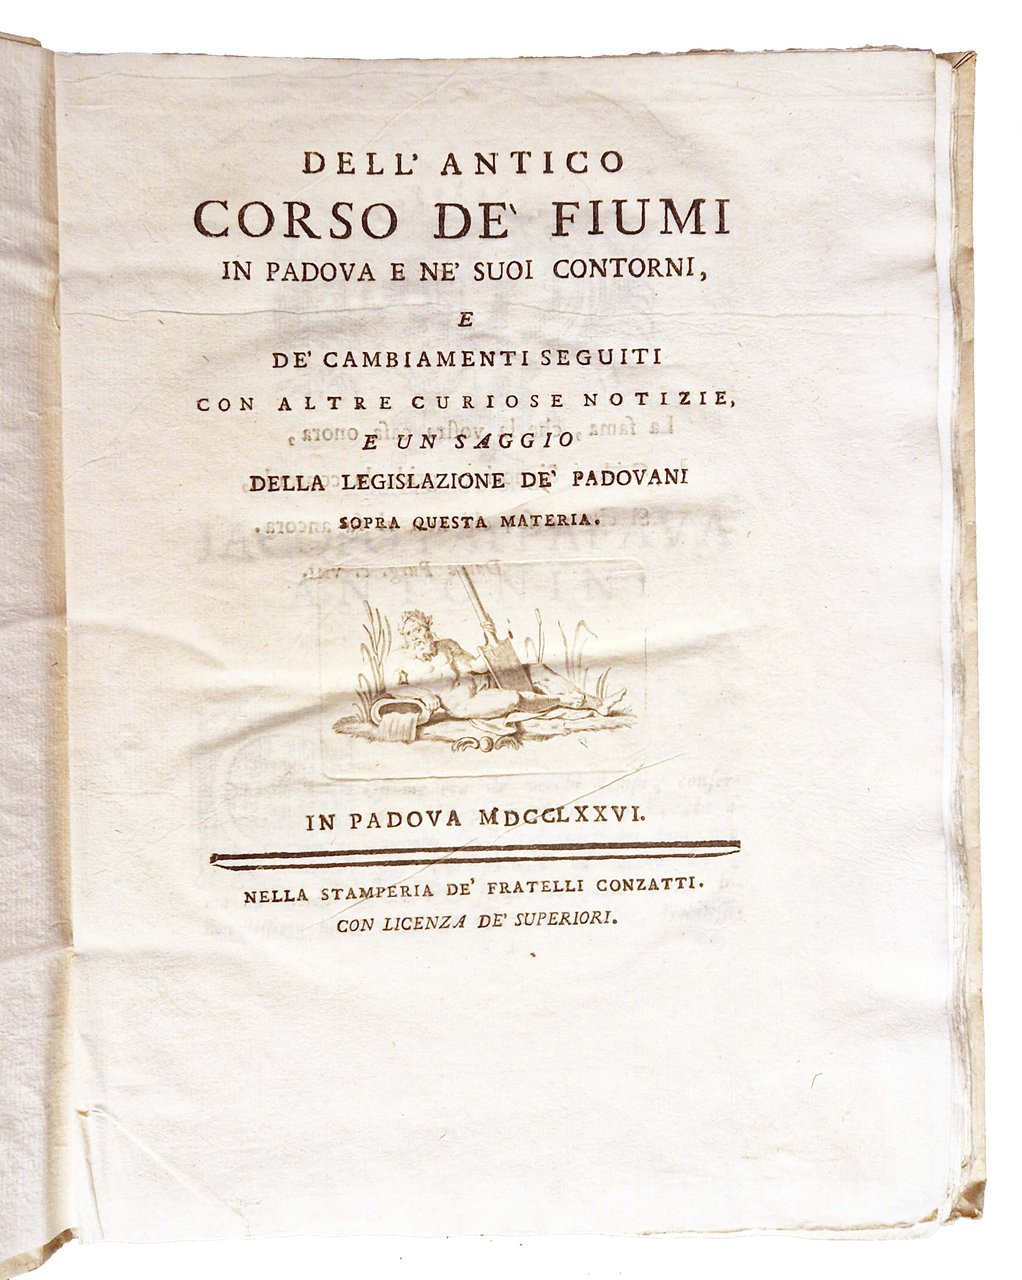 DELL' ANTICO
CORSO DE' FIUMI
IN PADOVA E NE' SUOI CONTORNI,
E
DE' CAMBIAMENTI SEGUITI
CON ALTRE CURIOSE NOTIZIE,
E UN SAGGIO
DELLA LEGISLAZIONE DE' PADOVANI
SOPRA QUESTA MATERIA.
IN PADOVA MDCCLXXVI.
NELLA STAMPERIA DE' FRATELLI CONZATTI.
CON LICENZA DE' SUPERIORI.